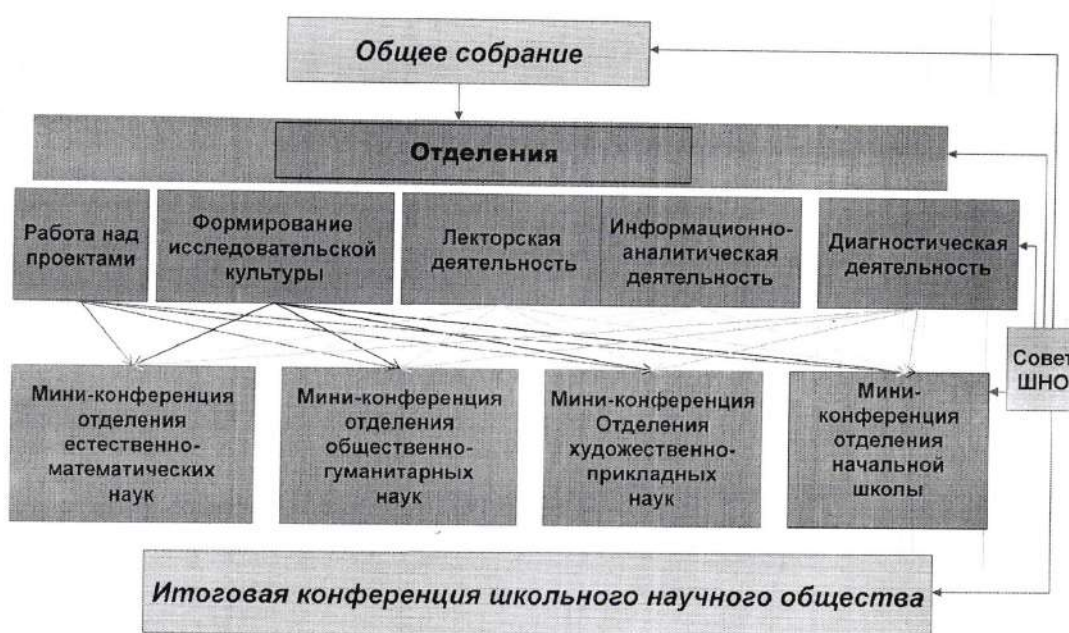 Общее собрание
Отделения
Работа над
проектами
Формирование
исследовательской
культуры
Лекторская
деятельность
Информационно-
аналитическая
деятельность
Диагностическая
деятельность
Совет
ШНО
Мини-конференция
отделения
естественно-
математических
наук
Мини-конференция
отделения
общественно-
гуманитарных
наук
Мини-конференция
Отделения
художественно-
прикладных
наук
Мини-
конференция
отделения
начальной
школы
Итоговая конференция школьного научного общества